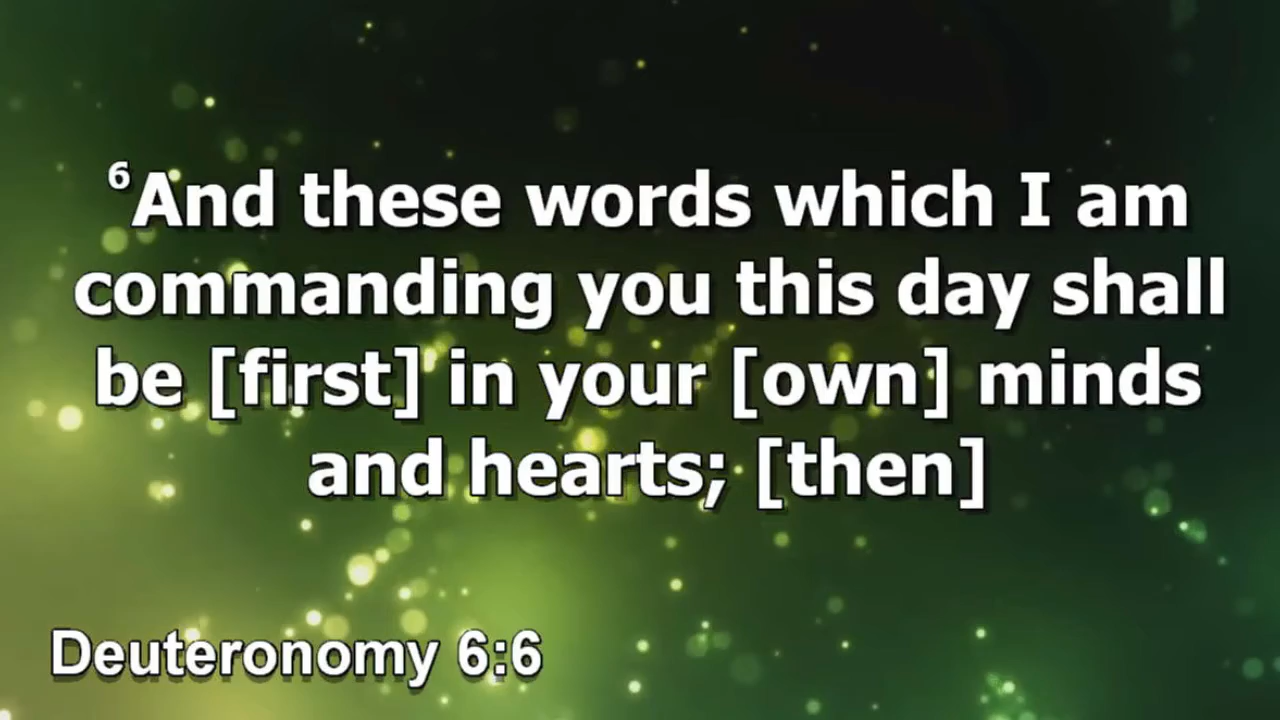 ⁶And these words which I am
commanding you this day shall
be [first] in your [own] minds
and hearts; [then]
Deuteronomy 6:6